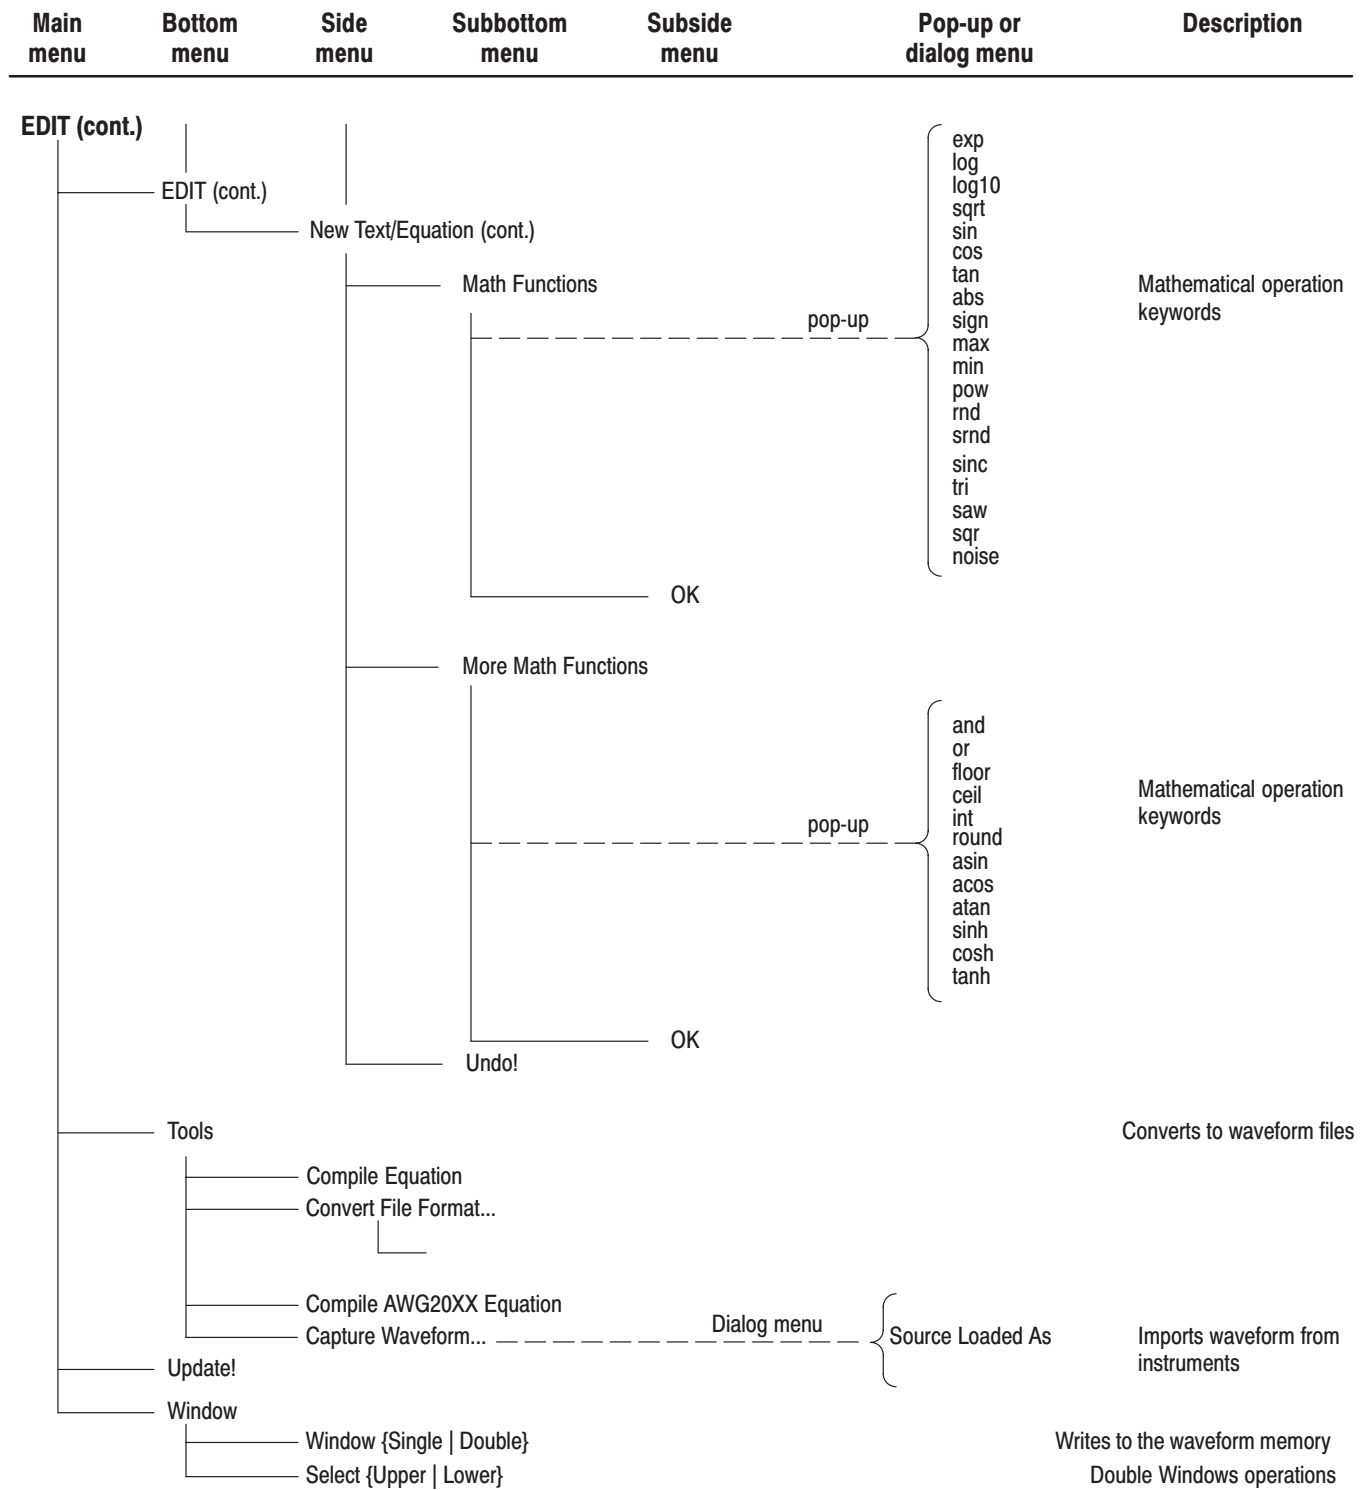 Main menu
Bottom menu
Side menu
Subbottom menu
Subside menu
Pop-up or dialog menu
Description
EDIT (cont.)
EDIT (cont.)
New Text/Equation (cont.)
Math Functions
pop-up
exp
log
log10
sqrt
sin
cos
tan
abs
sign
max
min
pow
rnd
srnd
sinc
tri
saw
sqr
noise
Mathematical operation
keywords
OK
More Math Functions
pop-up
and
or
floor
ceil
int
round
asin
acos
atan
sinh
cosh
tanh
Mathematical operation
keywords
OK
Undo!
Tools
Converts to waveform files
Compile Equation
Convert File Format...
Compile AWG20XX Equation
Capture Waveform...
Dialog menu
Source Loaded As
Imports waveform from
instruments
Update!
Window
Window {Single | Double}
Writes to the waveform memory
Select {Upper | Lower}
Double Windows operations